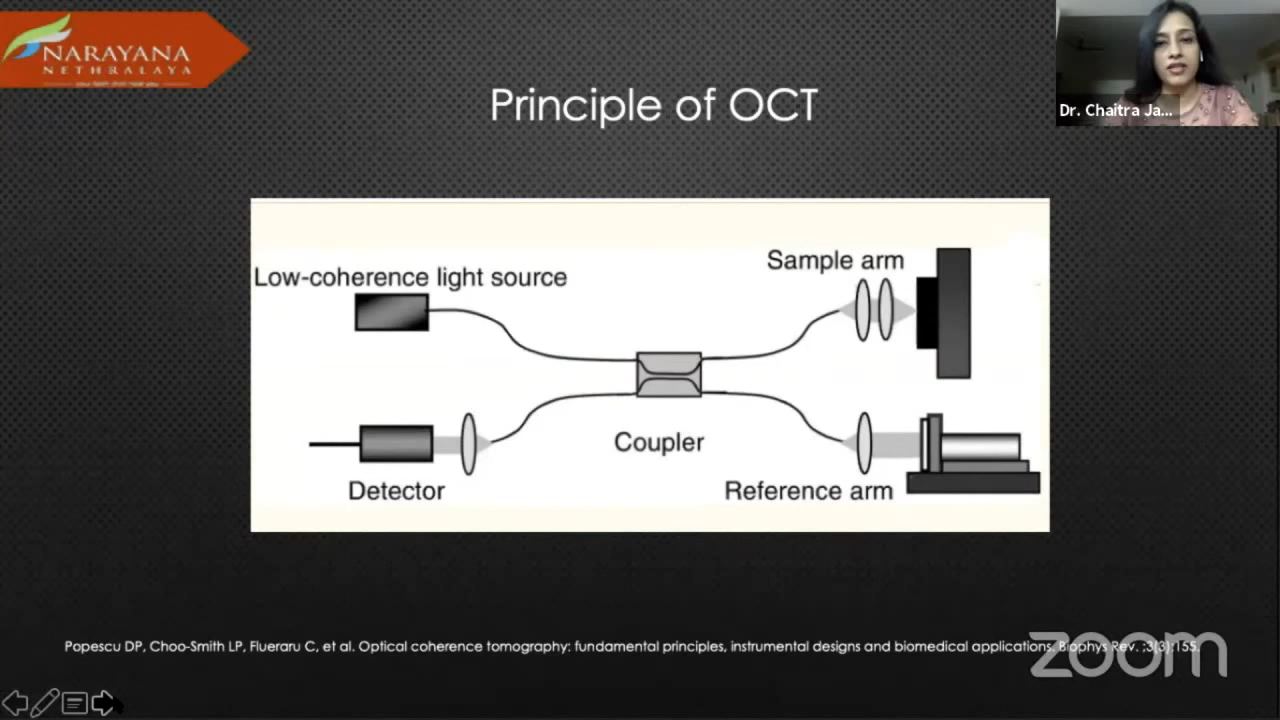 NARAYANA
NETHRALAYA
Principle of OCT
Dr. Chaitra Ja...
Sample arm
Low-coherence light source
Coupler
Detector
Reference arm
Popescu DP, Choo-Smith LP, Flueraru C, et al. Optical coherence tomography: fundamental principles, instrumental designs and biomedical applications. Biophys Rev. ;3(3):155.
zoom